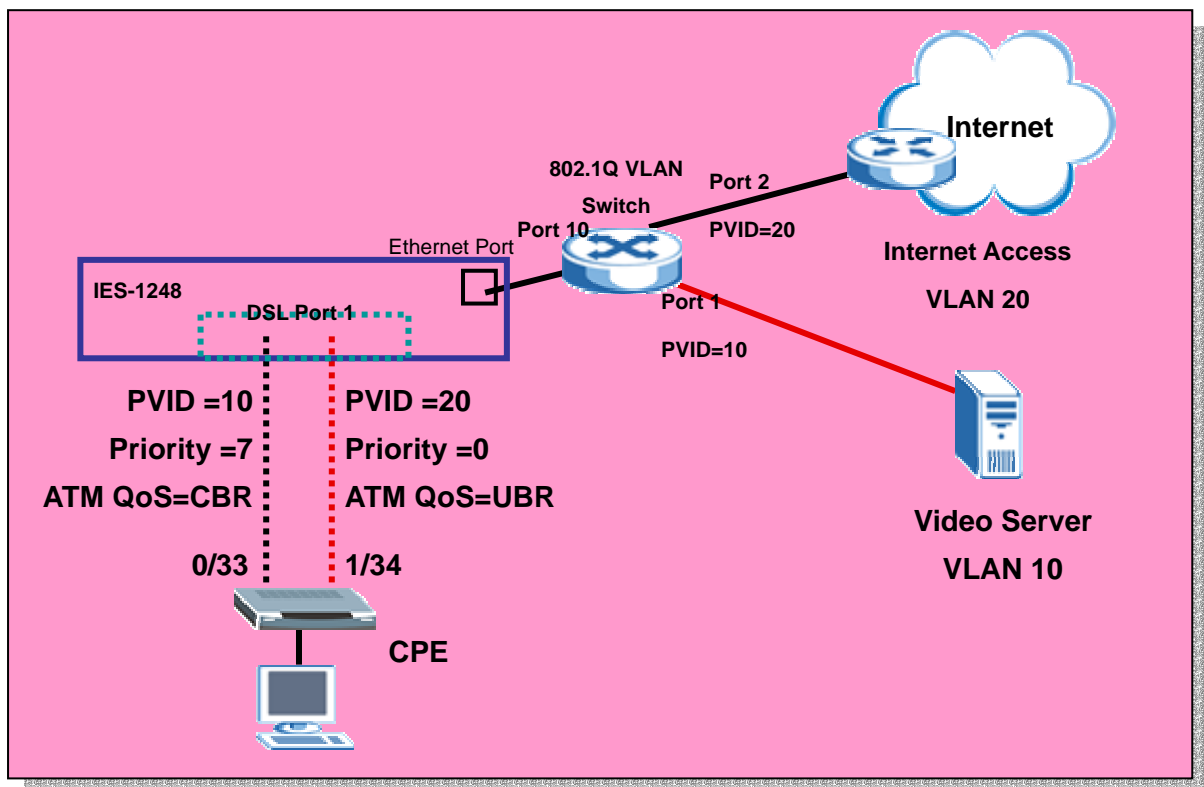 Internet
802.1Q VLAN
Switch
Port 2
PVID=20
Port 10
Ethernet Port
Internet Access
VLAN 20
IES-1248
DSL Port 1
Port 1
PVID=10
PVID =10
Priority =7
ATM QoS=CBR
PVID =20
Priority =0
ATM QoS=UBR
0/33
1/34
Video Server
VLAN 10
CPE